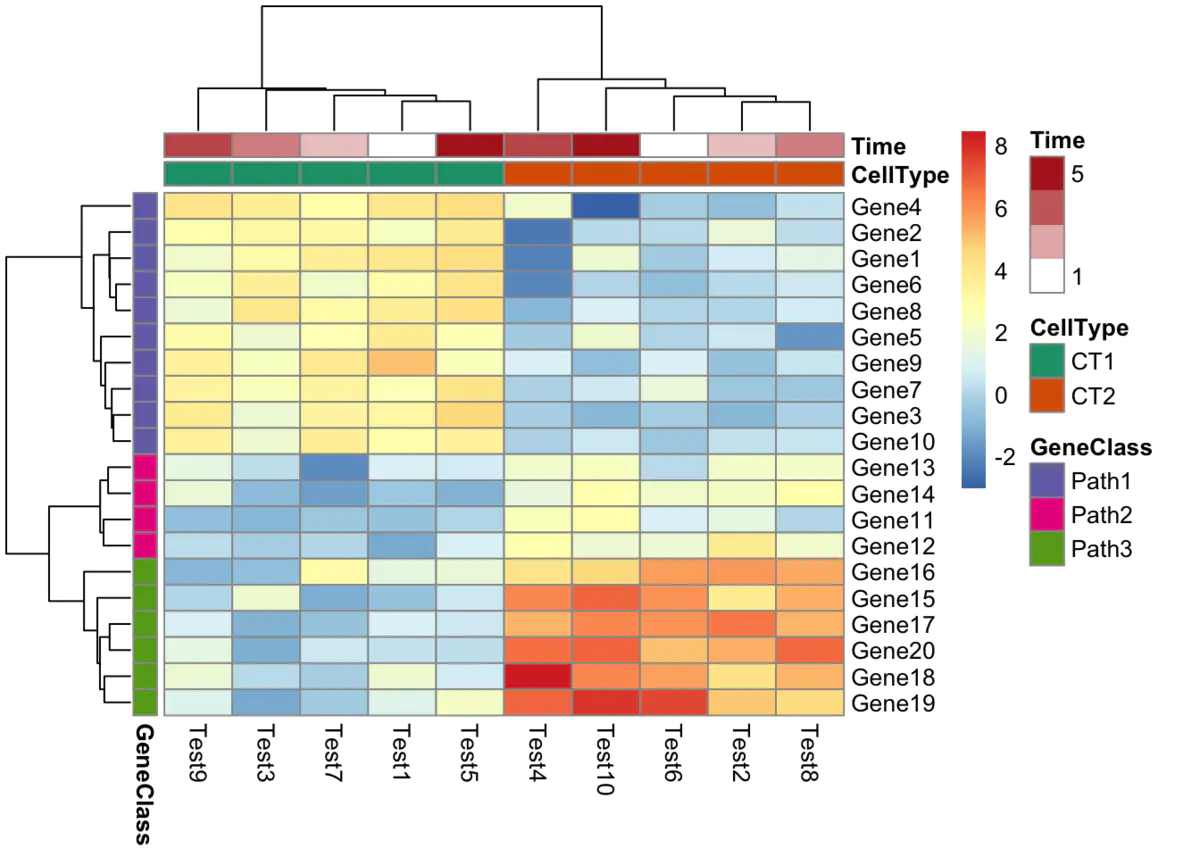 Time
CellType
Gene4
Gene2
Gene1
Gene6
Gene8
Gene5
Gene9
Gene7
Gene3
Gene10
Gene13
Gene14
Gene11
Gene12
Gene16
Gene15
Gene17
Gene20
Gene18
Gene19
GeneClass
Test9
Test3
Test7
Test1
Test5
Test4
Test10
Test6
Test2
Test8
8
6
4
2
0
-2
Time
5
1
CellType
CT1
CT2
GeneClass
Path1
Path2
Path3